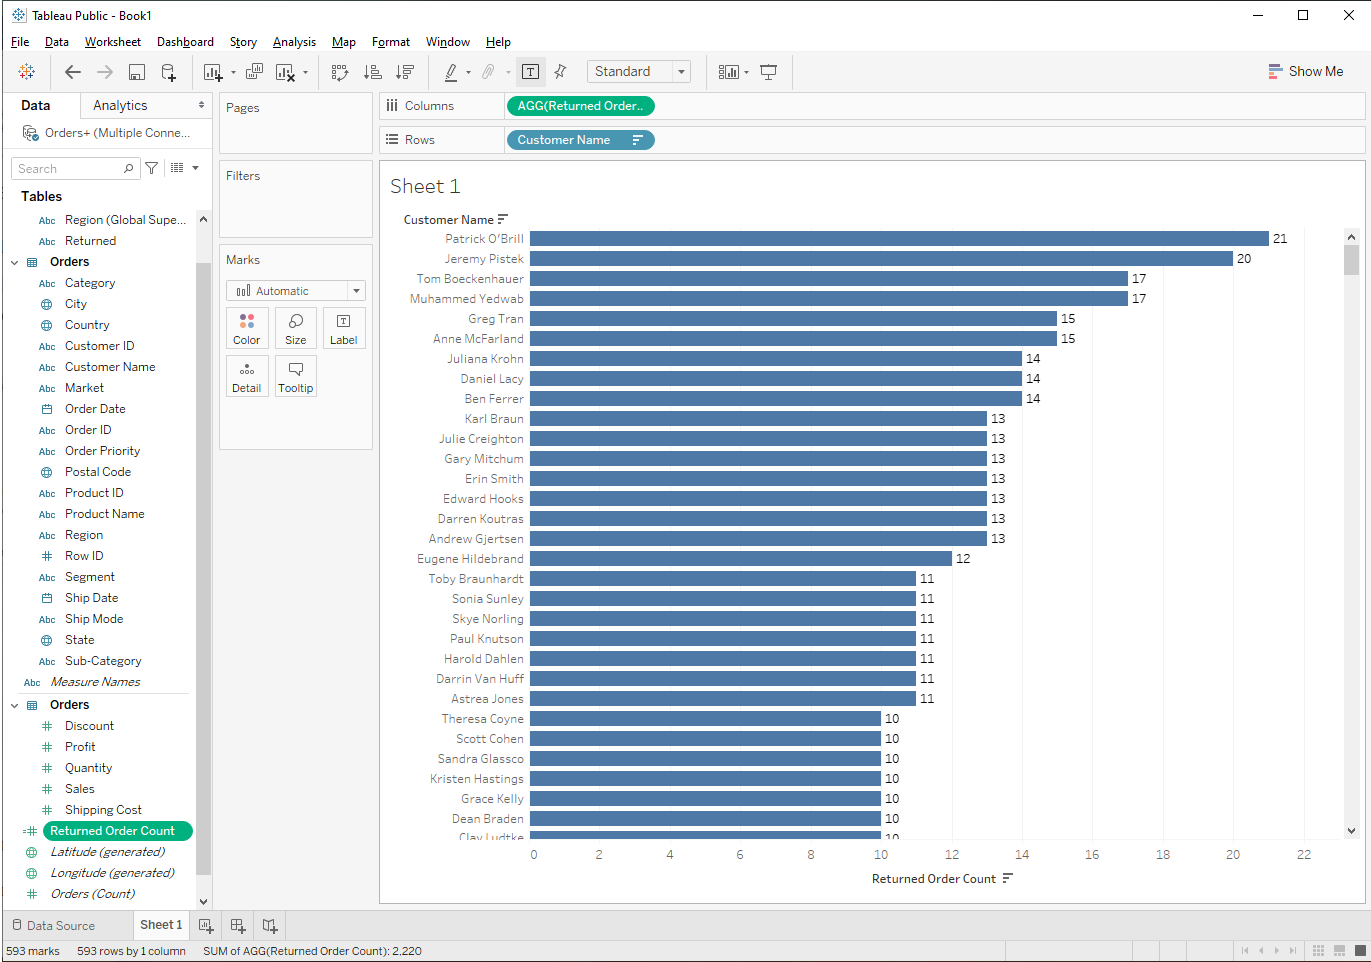 Tableau Public - Book1
File Data Worksheet Dashboard Story Analysis Map Format Window Help
Standard
Show Me
Data Analytics
Orders+ (Multiple Conne...
Search
Tables
Abc Region (Global Supe...
Abc Returned
Orders
Abc Category
City
Country
Abc Customer ID
Abc Customer Name
Abc Market
Order Date
Abc Order ID
Abc Order Priority
Postal Code
Abc Product ID
Abc Product Name
Abc Region
# Row ID
Abc Segment
Ship Date
Abc Ship Mode
State
Abc Sub-Category
Abc Measure Names
Orders
# Discount
# Profit
# Quantity
# Sales
# Shipping Cost
=# Returned Order Count
Latitude (generated)
Longitude (generated)
# Orders (Count)
Pages
Filters
Marks
Automatic
Color Size Label
Detail Tooltip
Columns AGG(Returned Order..
Rows Customer Name
Sheet 1
Customer Name
Patrick O'Brill 21
Jeremy Pistek 20
Tom Boeckenhauer 17
Muhammed Yedwab 17
Greg Tran 15
Anne McFarland 15
Juliana Krohn 14
Daniel Lacy 14
Ben Ferrer 14
Karl Braun 13
Julie Creighton 13
Gary Mitchum 13
Erin Smith 13
Edward Hooks 13
Darren Koutras 13
Andrew Gjertsen 13
Eugene Hildebrand 12
Toby Braunhardt 11
Sonia Sunley 11
Skye Norling 11
Paul Knutson 11
Harold Dahlen 11
Darrin Van Huff 11
Astrea Jones 11
Theresa Coyne 10
Scott Cohen 10
Sandra Glassco 10
Kristen Hastings 10
Grace Kelly 10
Dean Braden 10
Clay Ludtke 10
0 2 4 6 8 10 12 14 16 18 20 22
Returned Order Count
Data Source Sheet 1
593 marks 593 rows by 1 column SUM of AGG(Returned Order Count): 2,220